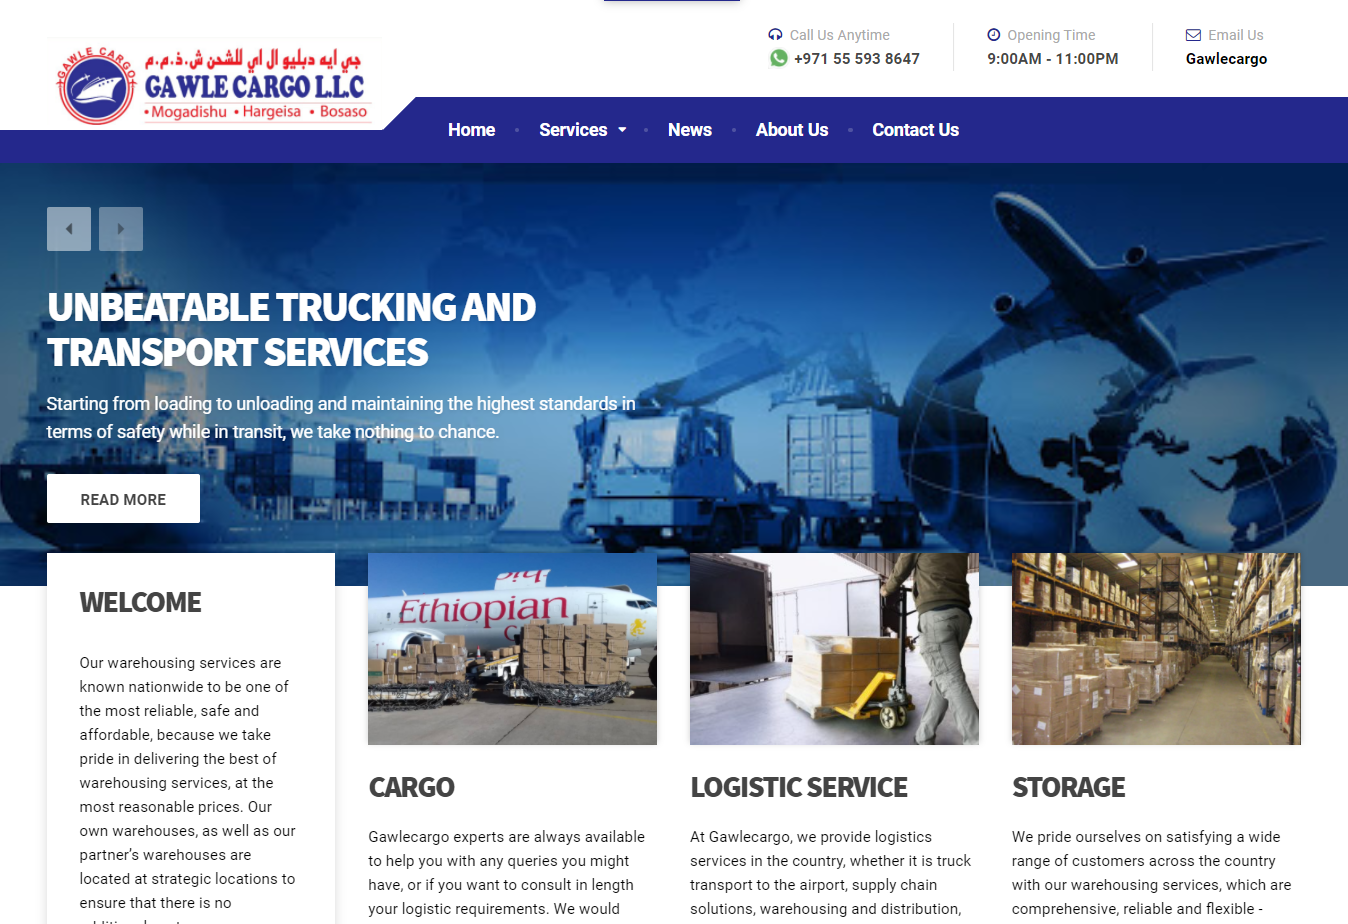 Call Us Anytime
+971 55 593 8647
Opening Time
9:00AM - 11:00PM
Email Us
Gawlecargo
GAWLE CARGO
جي ايه دبليو ال اي للشحن ش.ذ.م.م
GAWLE CARGO L.L.C
• Mogadishu • Hargeisa • Bosaso
Home
Services
News
About Us
Contact Us
UNBEATABLE TRUCKING AND
TRANSPORT SERVICES
Starting from loading to unloading and maintaining the highest standards in
terms of safety while in transit, we take nothing to chance.
READ MORE
WELCOME
Our warehousing services are
known nationwide to be one of
the most reliable, safe and
affordable, because we take
pride in delivering the best of
warehousing services, at the
most reasonable prices. Our
own warehouses, as well as our
partner’s warehouses are
located at strategic locations to
ensure that there is no
Ethiopian
CARGO
Gawlecargo experts are always available
to help you with any queries you might
have, or if you want to consult in length
your logistic requirements. We would
LOGISTIC SERVICE
At Gawlecargo, we provide logistics
services in the country, whether it is truck
transport to the airport, supply chain
solutions, warehousing and distribution,
STORAGE
We pride ourselves on satisfying a wide
range of customers across the country
with our warehousing services, which are
comprehensive, reliable and flexible -